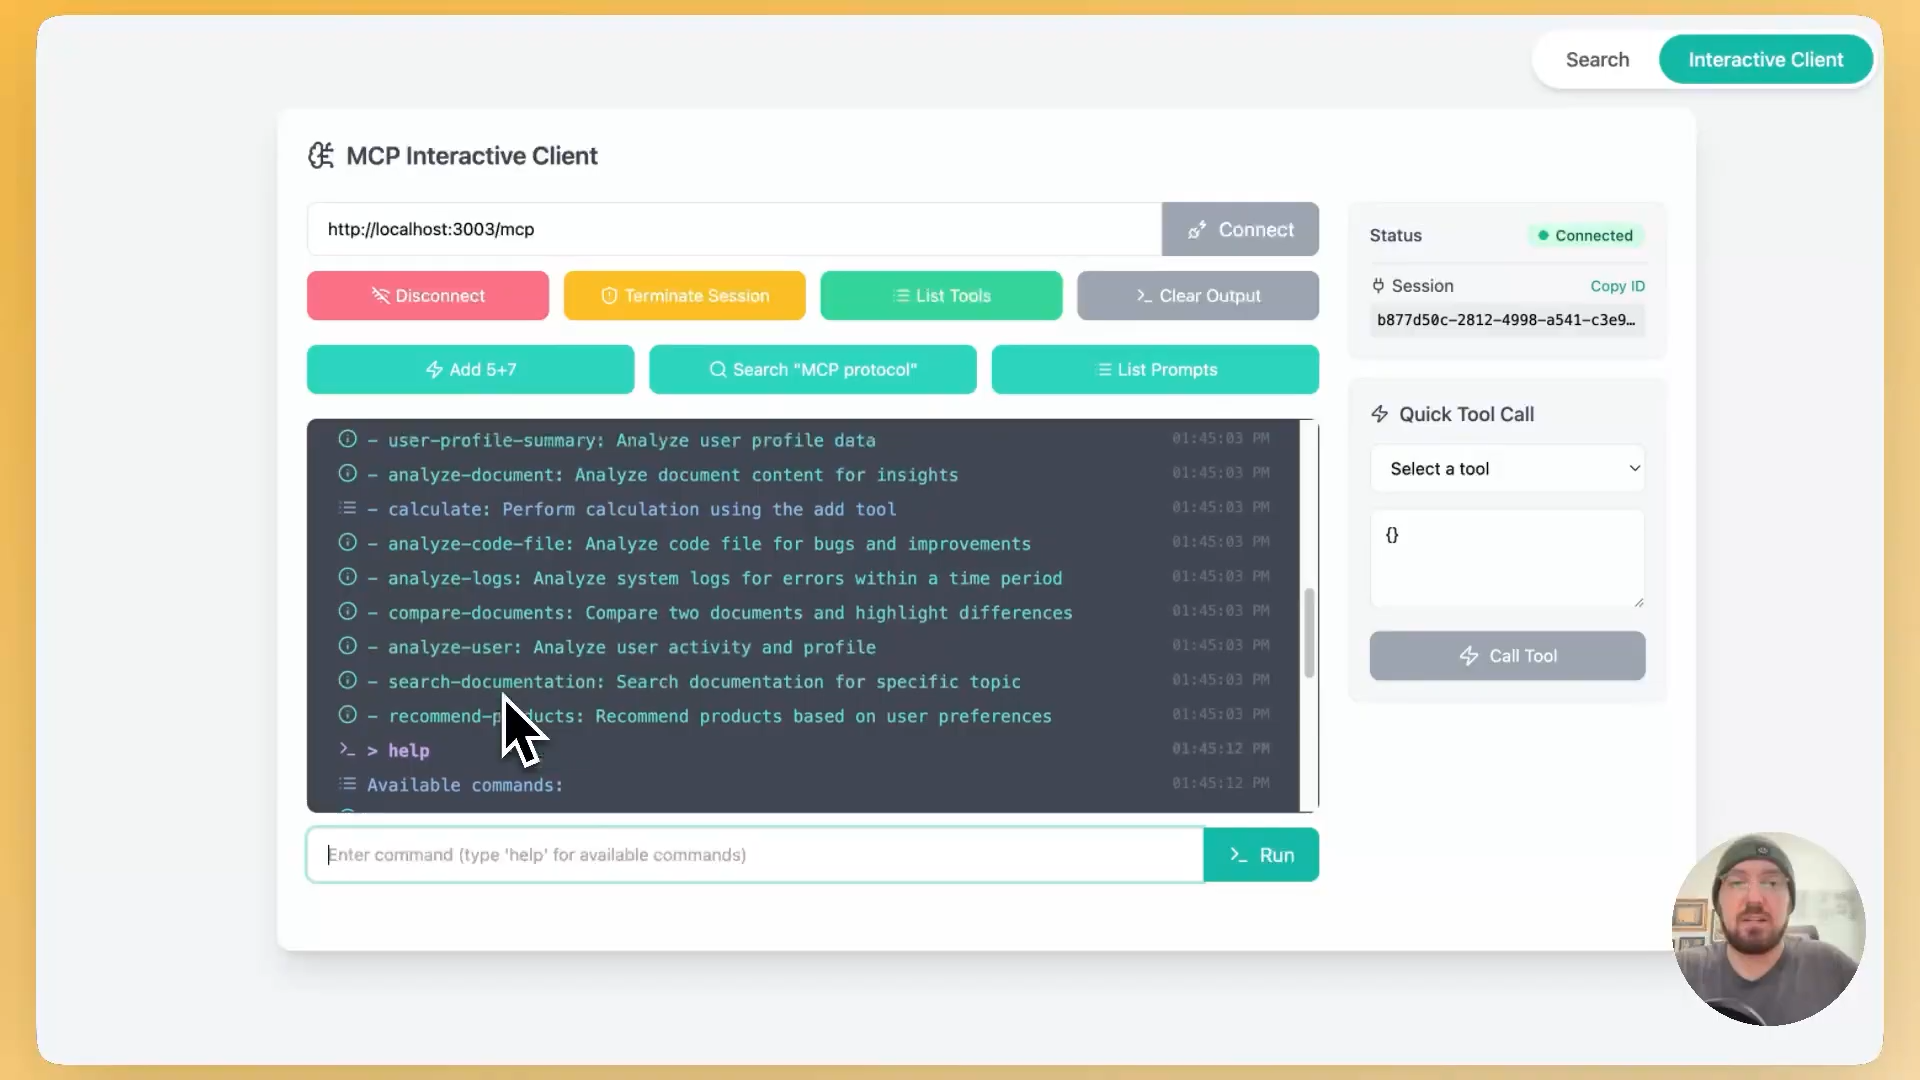 Search
Interactive Client
MCP Interactive Client
http://localhost:3003/mcp
Connect
Disconnect
Terminate Session
List Tools
Clear Output
Add 5+7
Search "MCP protocol"
List Prompts
– user-profile-summary: Analyze user profile data 01:45:03 PM
– analyze-document: Analyze document content for insights 01:45:03 PM
– calculate: Perform calculation using the add tool 01:45:03 PM
– analyze-code-file: Analyze code file for bugs and improvements 01:45:03 PM
– analyze-logs: Analyze system logs for errors within a time period 01:45:03 PM
– compare-documents: Compare two documents and highlight differences 01:45:03 PM
– analyze-user: Analyze user activity and profile 01:45:03 PM
– search-documentation: Search documentation for specific topic 01:45:03 PM
– recommend-products: Recommend products based on user preferences 01:45:03 PM
> help 01:45:12 PM
Available commands: 01:45:12 PM
Enter command (type 'help' for available commands)
Run
Status
Connected
Session
Copy ID
b877d50c-2812-4998-a541-c3e9…
Quick Tool Call
Select a tool
{}
Call Tool